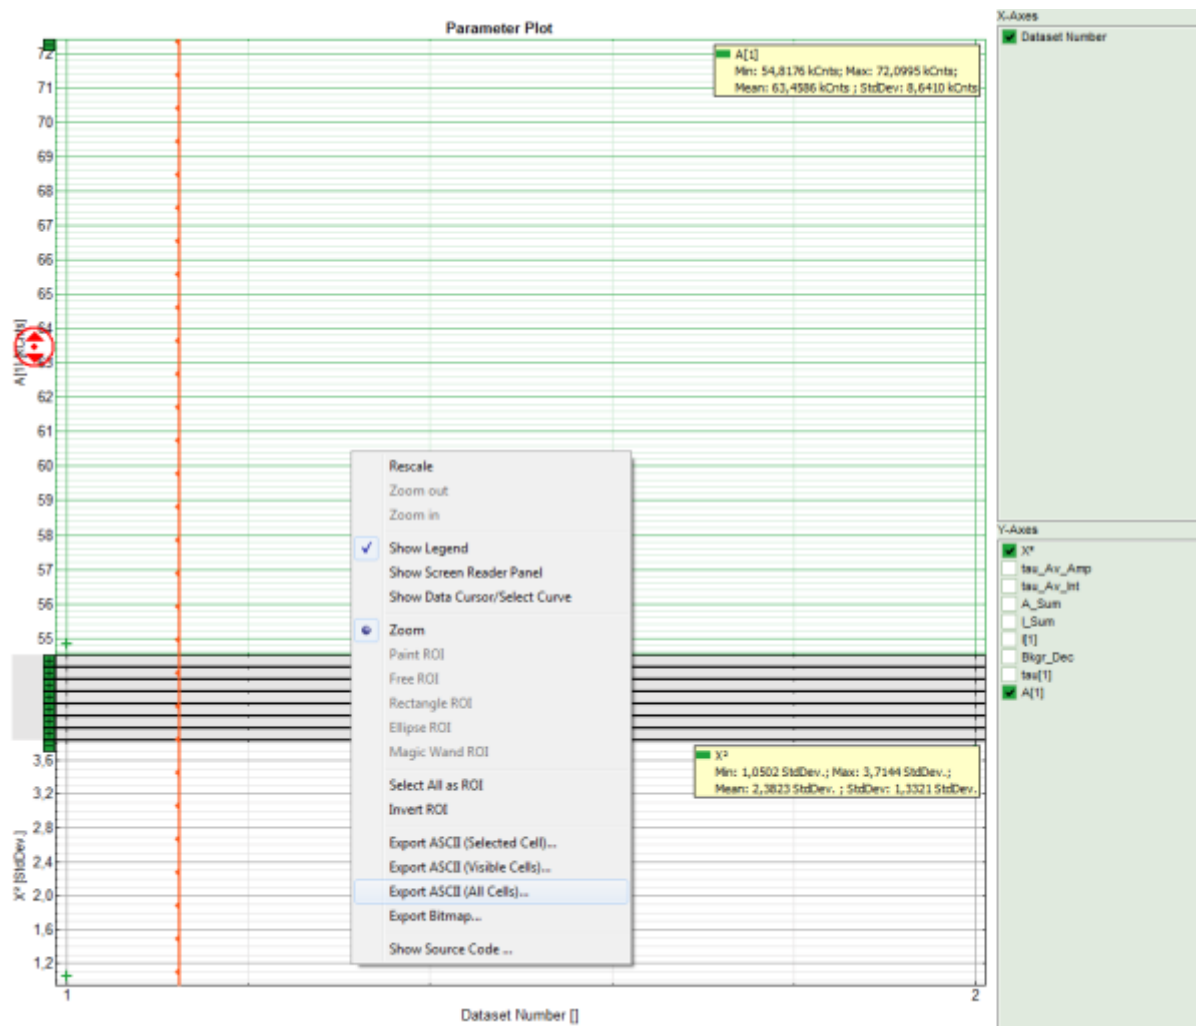 Parameter Plot
X-Axes
Dataset Number
72
71
70
69
68
67
66
65
64
63
62
61
60
59
58
57
56
55
A[1]
Min: 54,8176 kCnts; Max: 72,0995 kCnts;
Mean: 63,4586 kCnts ; StdDev: 8,6410 kCnts
Rescale
Zoom out
Zoom in
Show Legend
Show Screen Reader Panel
Show Data Cursor/Select Curve
Zoom
Paint ROI
Free ROI
Rectangle ROI
Ellipse ROI
Magic Wand ROI
Select All as ROI
Invert ROI
Export ASCII (Selected Cell)...
Export ASCII (Visible Cells)...
Export ASCII (All Cells)...
Export Bitmap...
Show Source Code ...
Y-Axes
X²
tau_Av_Amp
tau_Av_Int
A_Sum
I_Sum
I[1]
Bkgr_Dec
tau[1]
A[1]
X²
Min: 1,0502 StdDev.; Max: 3,7144 StdDev.;
Mean: 2,3823 StdDev. ; StdDev: 1,3321 StdDev.
3,6
3,2
2,8
2,4
2,0
1,6
1,2
X² [StdDev.]
1
2
Dataset Number []